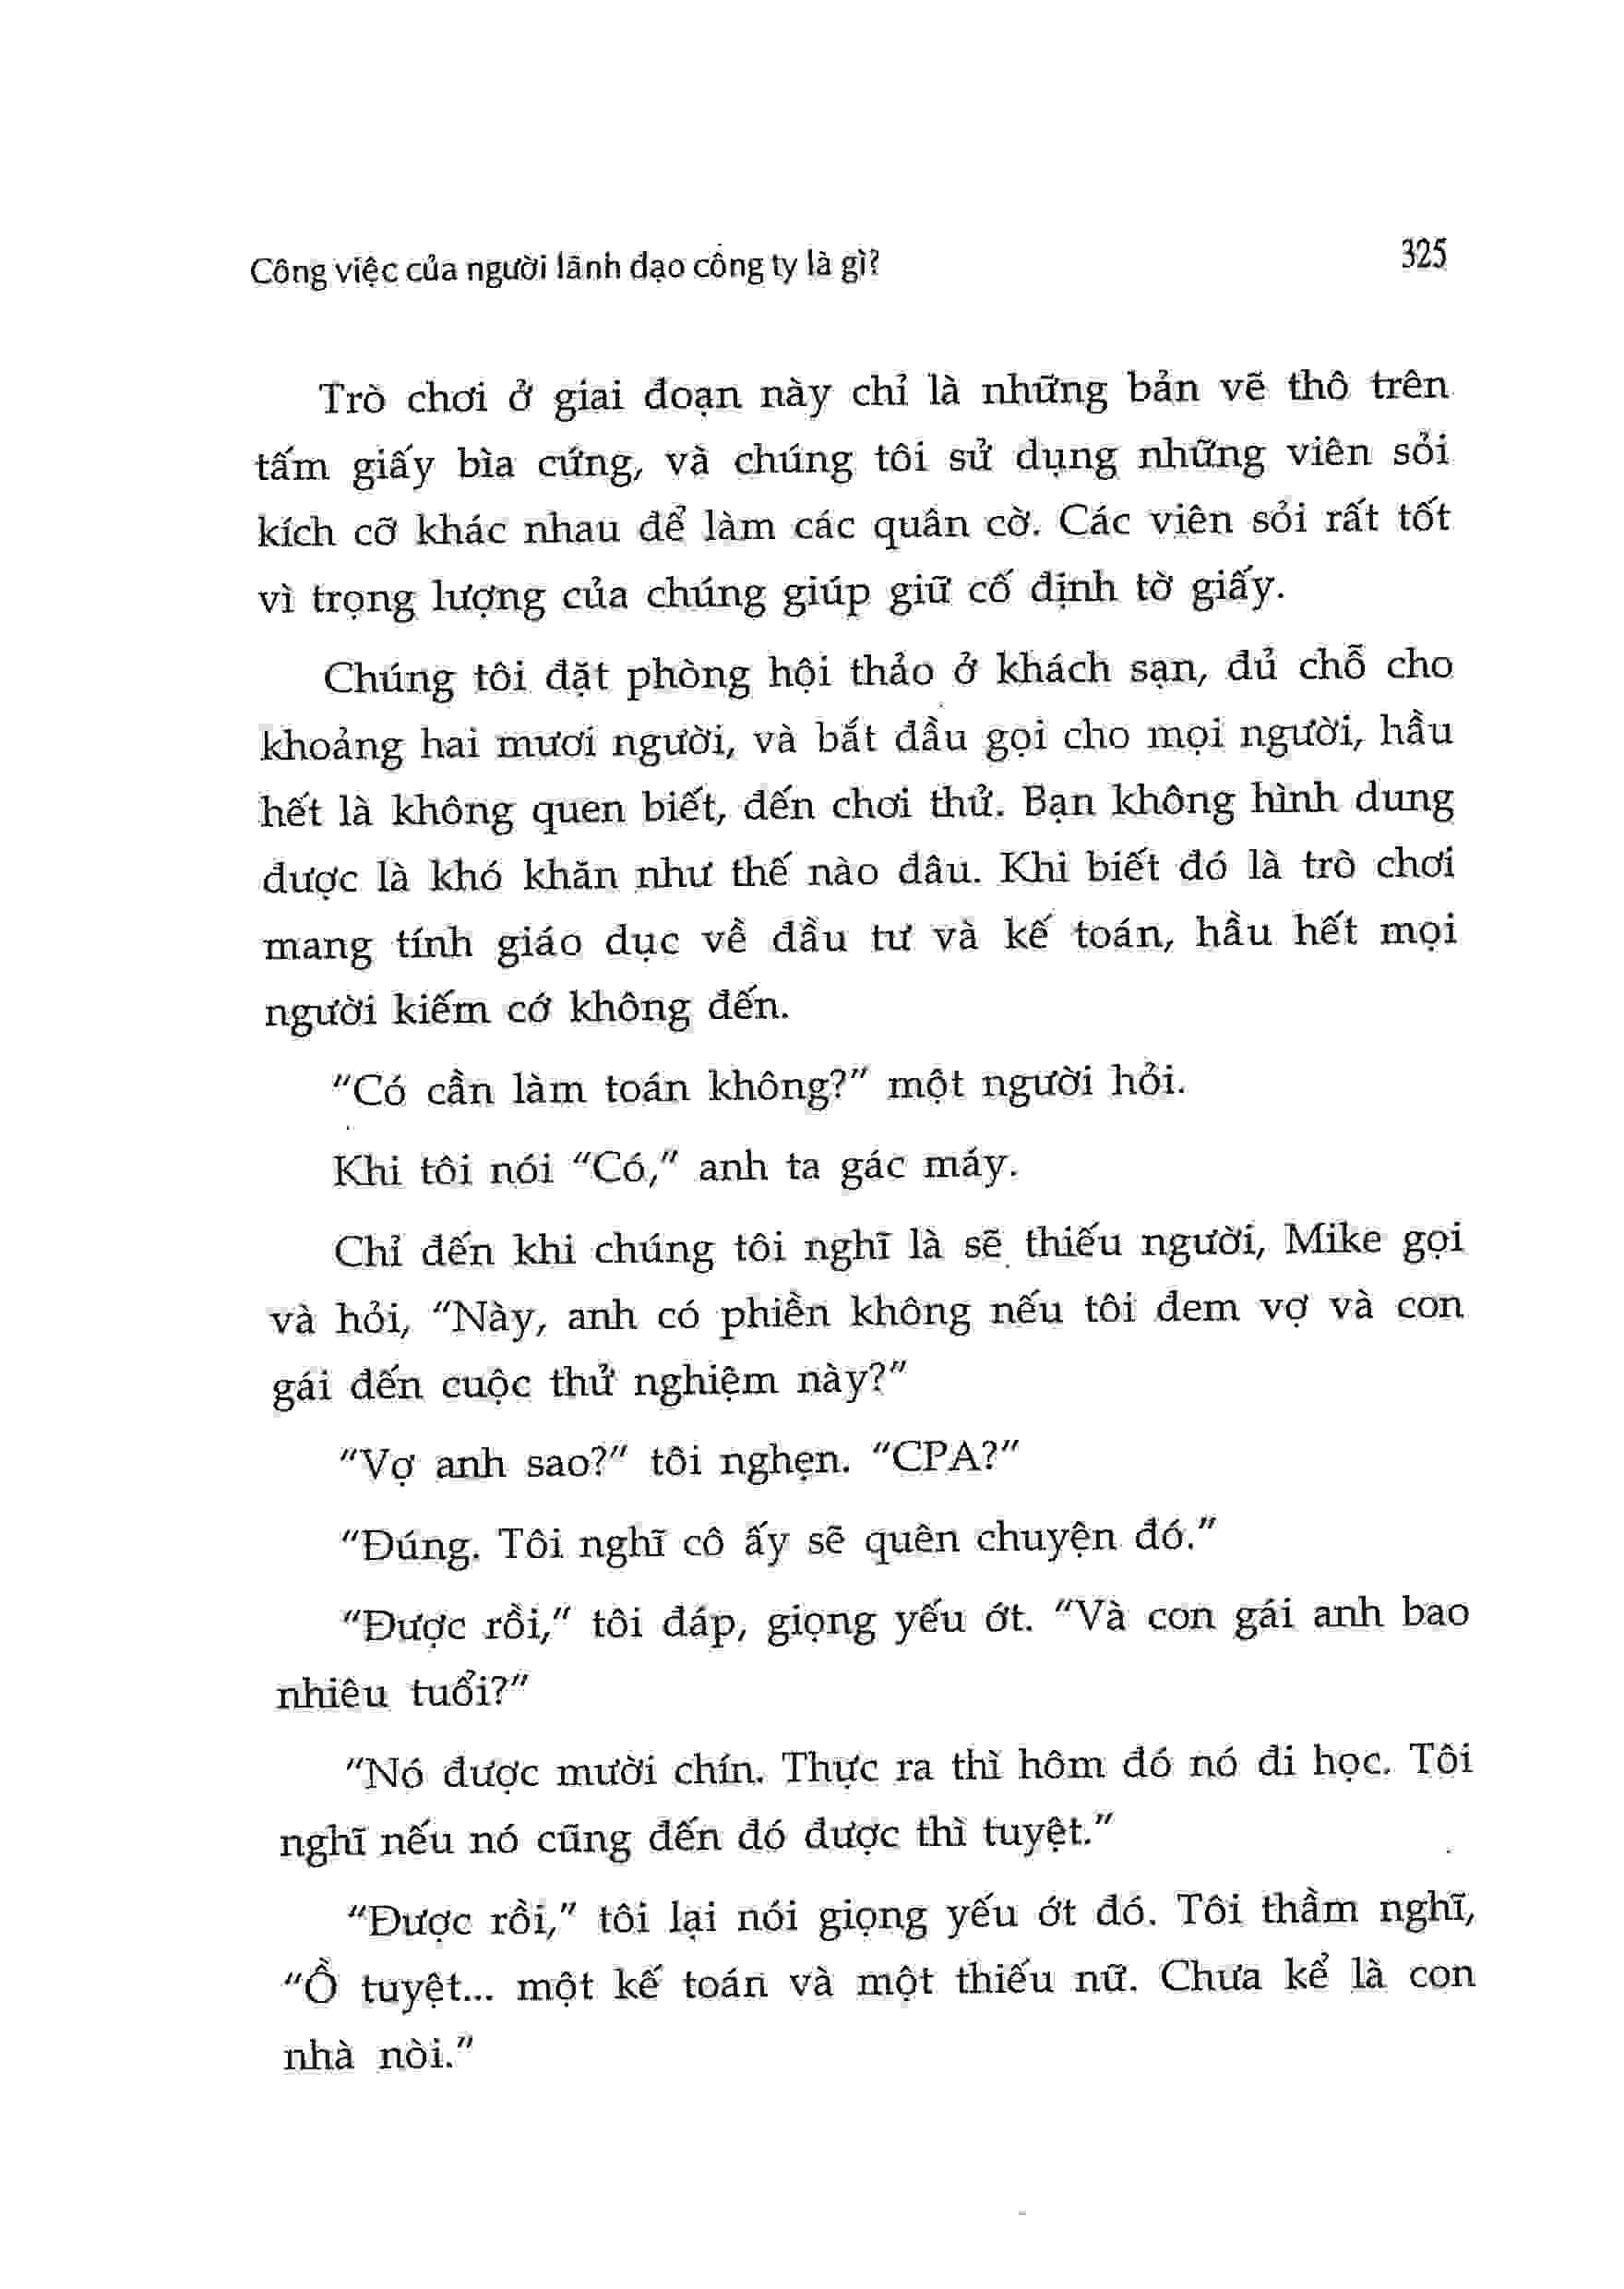 Công việc của người lãnh đạo công ty là gì?
325
Trò chơi ở giai đoạn này chỉ là những bản vẽ thô trên
tấm giấy bìa cứng, và chúng tôi sử dụng những viên sỏi
kích cỡ khác nhau để làm các quân cờ. Các viên sỏi rất tốt
vì trọng lượng của chúng giúp giữ cố định tờ giấy.
Chúng tôi đặt phòng hội thảo ở khách sạn, đủ chỗ cho
khoảng hai mươi người, và bắt đầu gọi cho mọi người, hầu
hết là không quen biết, đến chơi thử. Bạn không hình dung
được là khó khăn như thế nào đâu. Khi biết đó là trò chơi
mang tính giáo dục về đầu tư và kế toán, hầu hết mọi
người kiếm cớ không đến.
“Có cần làm toán không?” một người hỏi.
Khi tôi nói “Có,” anh ta gác máy.
Chỉ đến khi chúng tôi nghĩ là sẽ thiếu người, Mike gọi
và hỏi, “Này, anh có phiền không nếu tôi đem vợ và con
gái đến cuộc thử nghiệm này?”
“Vợ anh sao?” tôi nghẹn. “CPA?”
“Đúng. Tôi nghĩ cô ấy sẽ quên chuyện đó.”
“Được rồi,” tôi đáp, giọng yếu ớt. “Và con gái anh bao
nhiêu tuổi?”
“Nó được mười chín. Thực ra thì hôm đó nó đi học. Tôi
nghĩ nếu nó cũng đến đó được thì tuyệt.”
“Được rồi,” tôi lại nói giọng yếu ớt đó. Tôi thầm nghĩ,
“Ồ tuyệt... một kế toán và một thiếu nữ. Chưa kể là con
nhà nòi.”